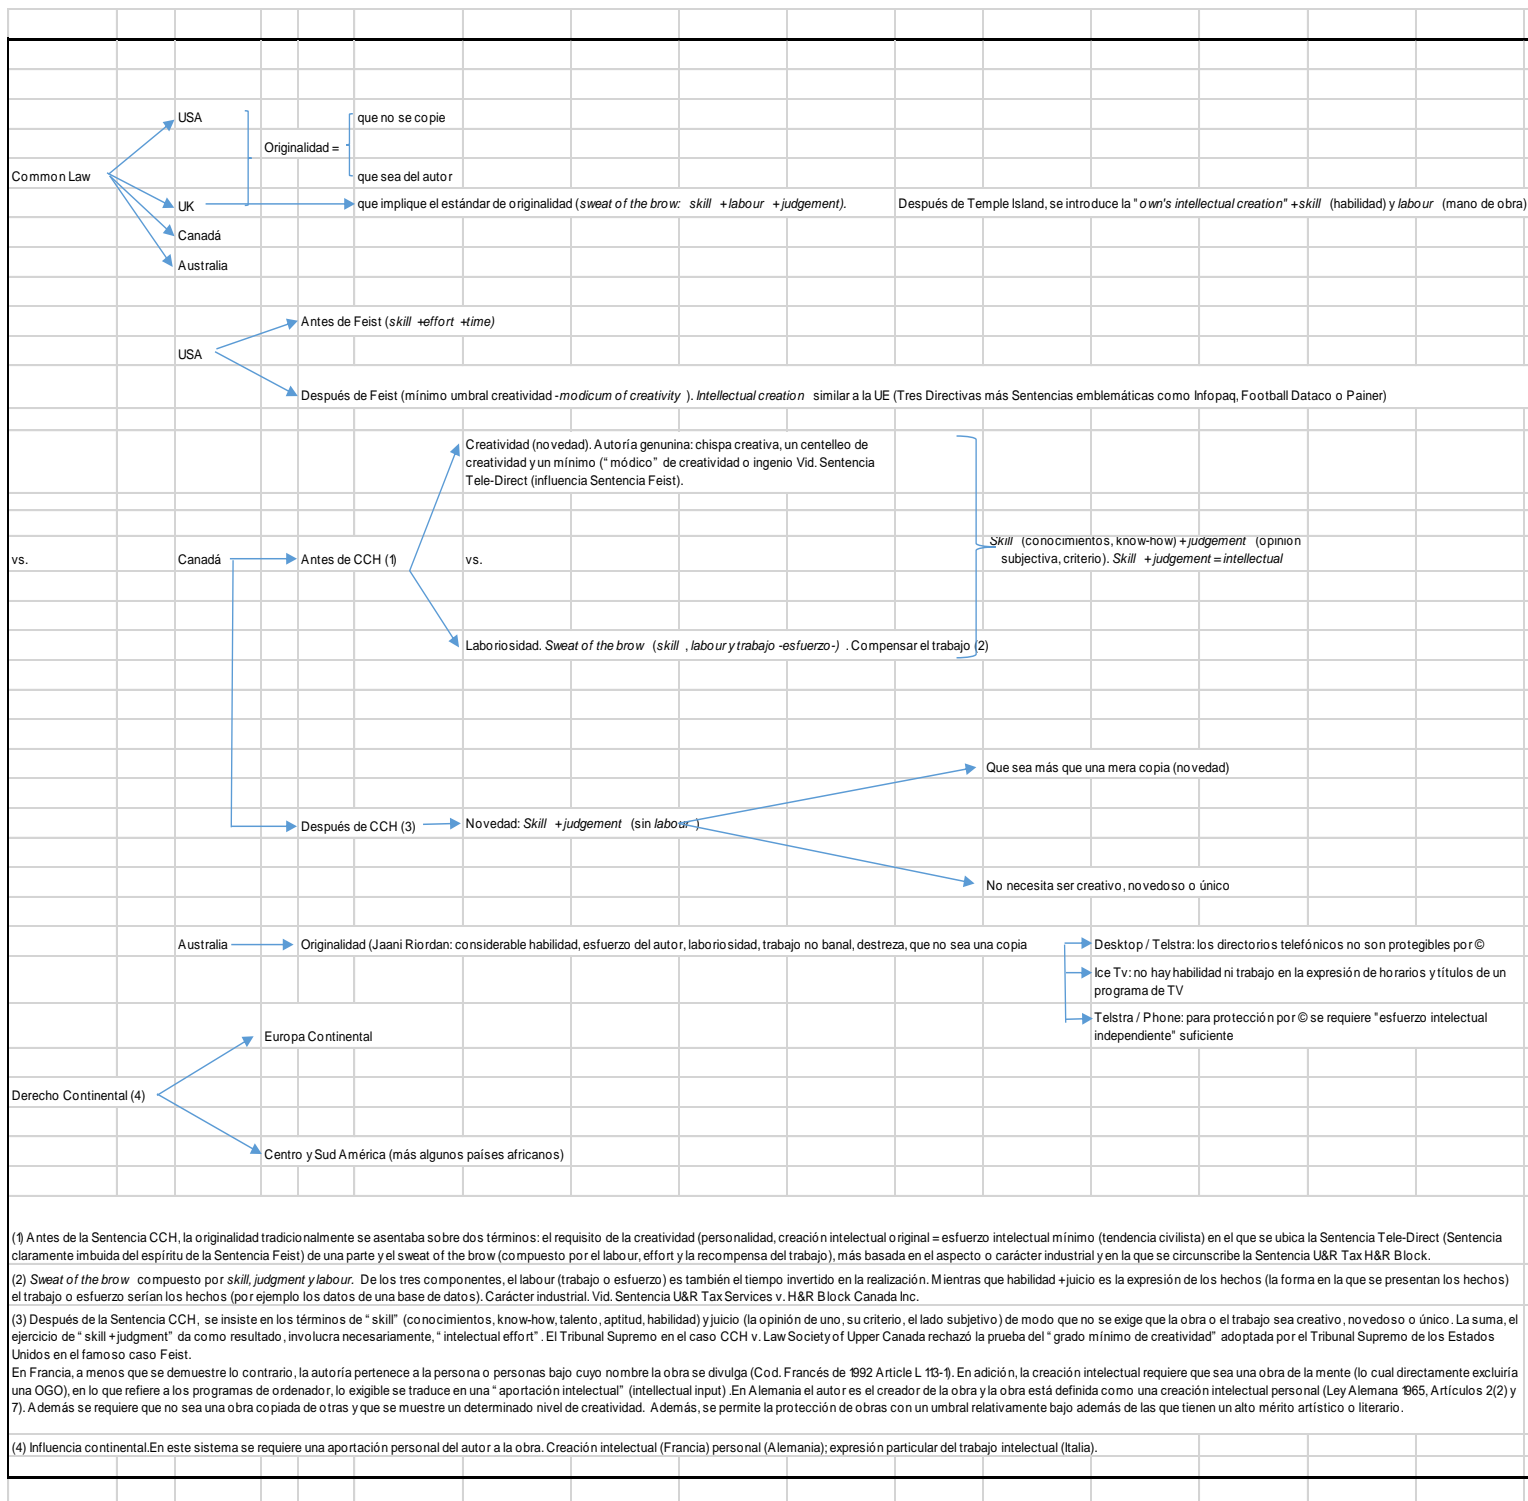 USA
que no se copie
Originalidad =
Common Law
que sea del autor
UK
que implique el estándar de originalidad (sweat of the brow: skill + labour + judgement).
Después de Temple Island, se introduce la "own's intellectual creation" + skill (habilidad) y labour (mano de obra)
Canadá
Australia
Antes de Feist (skill +effort +time)
USA
Después de Feist (mínimo umbral creatividad -modicum of creativity ). Intellectual creation similar a la UE (Tres Directivas más Sentencias emblemáticas como Infopaq, Football Dataco o Painer)
Creatividad (novedad). Autoría genunina: chispa creativa, un centelleo de
creatividad y un mínimo (“módico” de creatividad o ingenio Vid. Sentencia
Tele-Direct (influencia Sentencia Feist).
vs.
Canadá
Antes de CCH (1)
vs.
Skill (conocimientos, know-how) + judgement (opinión
subjectiva, criterio). Skill + judgement = intellectual
Laboriosidad. Sweat of the brow (skill , labour y trabajo -esfuerzo-) . Compensar el trabajo (2)
Que sea más que una mera copia (novedad)
Después de CCH (3)
Novedad: Skill + judgement (sin labour )
No necesita ser creativo, novedoso o único
Australia
Originalidad (Jaani Riordan: considerable habilidad, esfuerzo del autor, laboriosidad, trabajo no banal, destreza, que no sea una copia
Desktop / Telstra: los directorios telefónicos no son protegibles por ©
Ice Tv: no hay habilidad ni trabajo en la expresión de horarios y títulos de un
programa de TV
Telstra / Phone: para protección por © se requiere "esfuerzo intelectual
independiente" suficiente
Europa Continental
Derecho Continental (4)
Centro y Sud América (más algunos países africanos)
(1) Antes de la Sentencia CCH, la originalidad tradicionalmente se asentaba sobre dos términos: el requisito de la creatividad (personalidad, creación intelectual original = esfuerzo intelectual mínimo (tendencia civilista) en el que se ubica la Sentencia Tele-Direct (Sentencia
claramente imbuida del espíritu de la Sentencia Feist) de una parte y el sweat of the brow (compuesto por el labour, effort y la recompensa del trabajo), más basada en el aspecto o carácter industrial y en la que se circunscribe la Sentencia U&R Tax H&R Block.
(2) Sweat of the brow compuesto por skill, judgment y labour. De los tres componentes, el labour (trabajo o esfuerzo) es también el tiempo invertido en la realización. Mientras que habilidad + juicio es la expresión de los hechos (la forma en la que se presentan los hechos)
el trabajo o esfuerzo serían los hechos (por ejemplo los datos de una base de datos). Carácter industrial. Vid. Sentencia U&R Tax Services v. H&R Block Canada Inc.
(3) Después de la Sentencia CCH, se insiste en los términos de “skill” (conocimientos, know-how, talento, aptitud, habilidad) y juicio (la opinión de uno, su criterio, el lado subjetivo) de modo que no se exige que la obra o el trabajo sea creativo, novedoso o único. La suma, el
ejercicio de “skill + judgment” da como resultado, involucra necesariamente, “intellectual effort”. El Tribunal Supremo en el caso CCH v. Law Society of Upper Canada rechazó la prueba del “grado mínimo de creatividad” adoptada por el Tribunal Supremo de los Estados
Unidos en el famoso caso Feist.
En Francia, a menos que se demuestre lo contrario, la autoría pertenece a la persona o personas bajo cuyo nombre la obra se divulga (Cod. Francés de 1992 Article L 113-1). En adición, la creación intelectual requiere que sea una obra de la mente (lo cual directamente excluiría
una OGO), en lo que refiere a los programas de ordenador, lo exigible se traduce en una “aportación intelectual” (intellectual input) .En Alemania el autor es el creador de la obra y la obra está definida como una creación intelectual personal (Ley Alemana 1965, Artículos 2(2) y
7). Además se requiere que no sea una obra copiada de otras y que se muestre un determinado nivel de creatividad. Además, se permite la protección de obras con un umbral relativamente bajo además de las que tienen un alto mérito artístico o literario.
(4) Influencia continental.En este sistema se requiere una aportación personal del autor a la obra. Creación intelectual (Francia) personal (Alemania); expresión particular del trabajo intelectual (Italia).